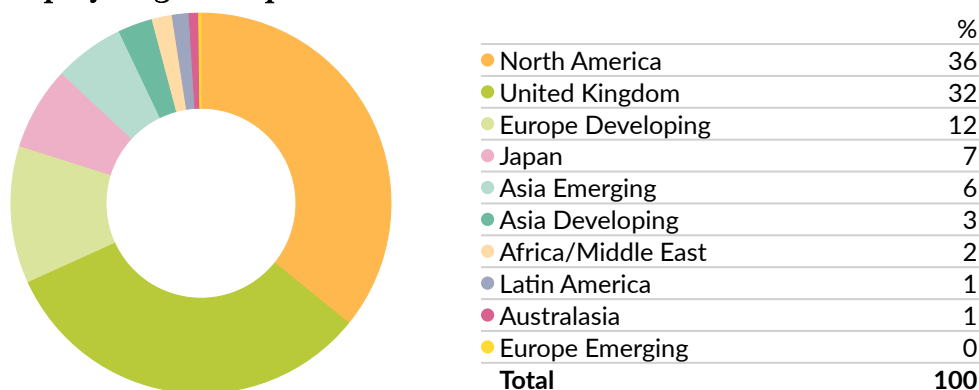 %
North America 36
United Kingdom 32
Europe Developing 12
Japan 7
Asia Emerging 6
Asia Developing 3
Africa/Middle East 2
Latin America 1
Australasia 1
Europe Emerging 0
Total 100